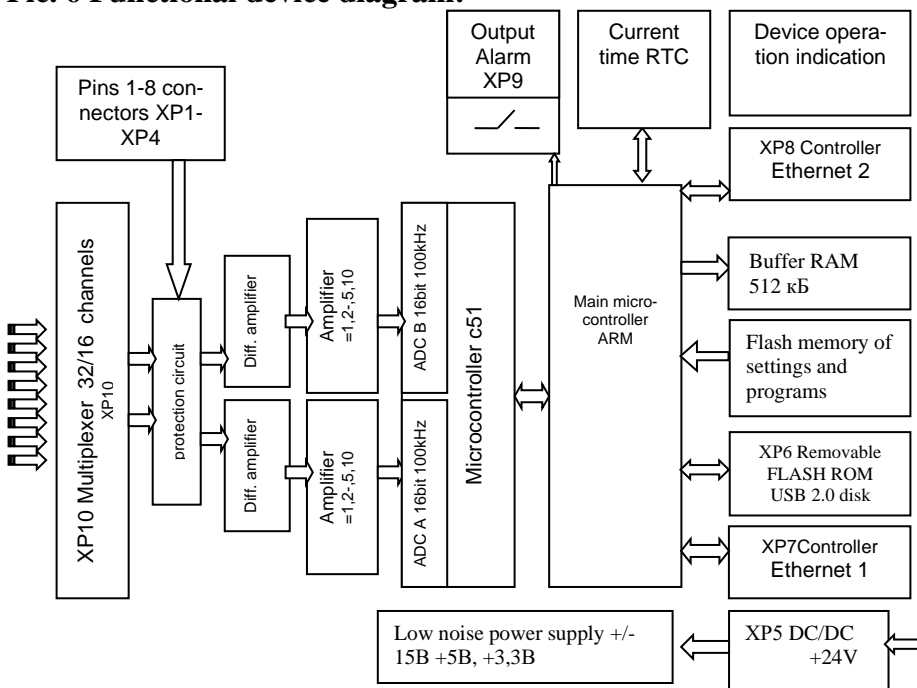 Fic. 6 Functional device diagram.
Output
Alarm
XP9
Current
time RTC
Device opera-
tion indication
Pins 1-8 con-
nectors XP1-
XP4
XP8 Controller
Ethernet 2
XP10 Multiplexer 32/16 channels
XP10
protection circuit
Diff. amplifier
Amplifier
=1,2-,5,10
ADC B 16bit 100kHz
Diff. amplifier
Amplifier
=1,2-,5,10
ADC A 16bit 100kHz
Microcontroller c51
Main micro-
controller
ARM
Buffer RAM
512 кБ
Flash memory of
settings and
programs
XP6 Removable
FLASH ROM
USB 2.0 disk
XP7Controller
Ethernet 1
Low noise power supply +/-
15B +5B, +3,3B
XP5 DC/DC
+24V